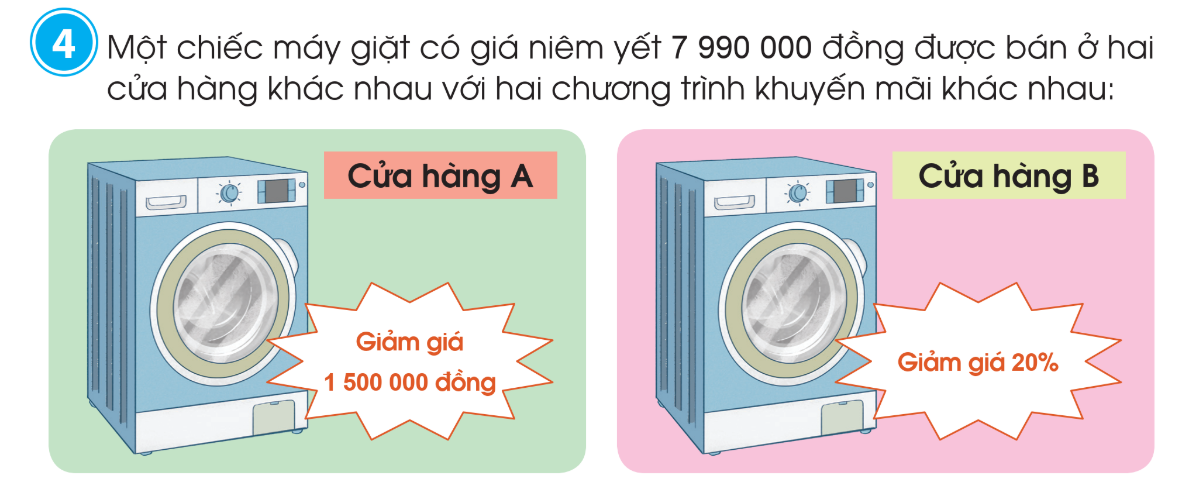 4
Một chiếc máy giặt có giá niêm yết 7 990 000 đồng được bán ở hai
cửa hàng khác nhau với hai chương trình khuyến mãi khác nhau:
Cửa hàng A
Giảm giá
1 500 000 đồng
Cửa hàng B
Giảm giá 20%